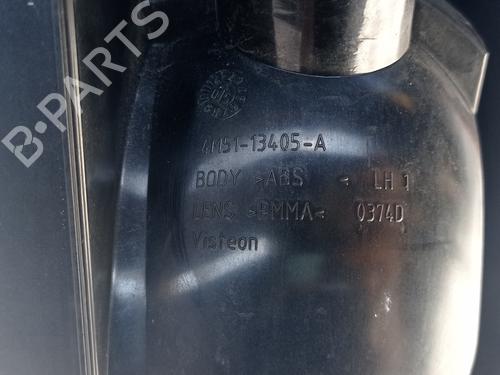 4M51-13405-A
BODY >ABS < LH 1
LENS >PMMA< 0374D
Visteon
B-PARTS